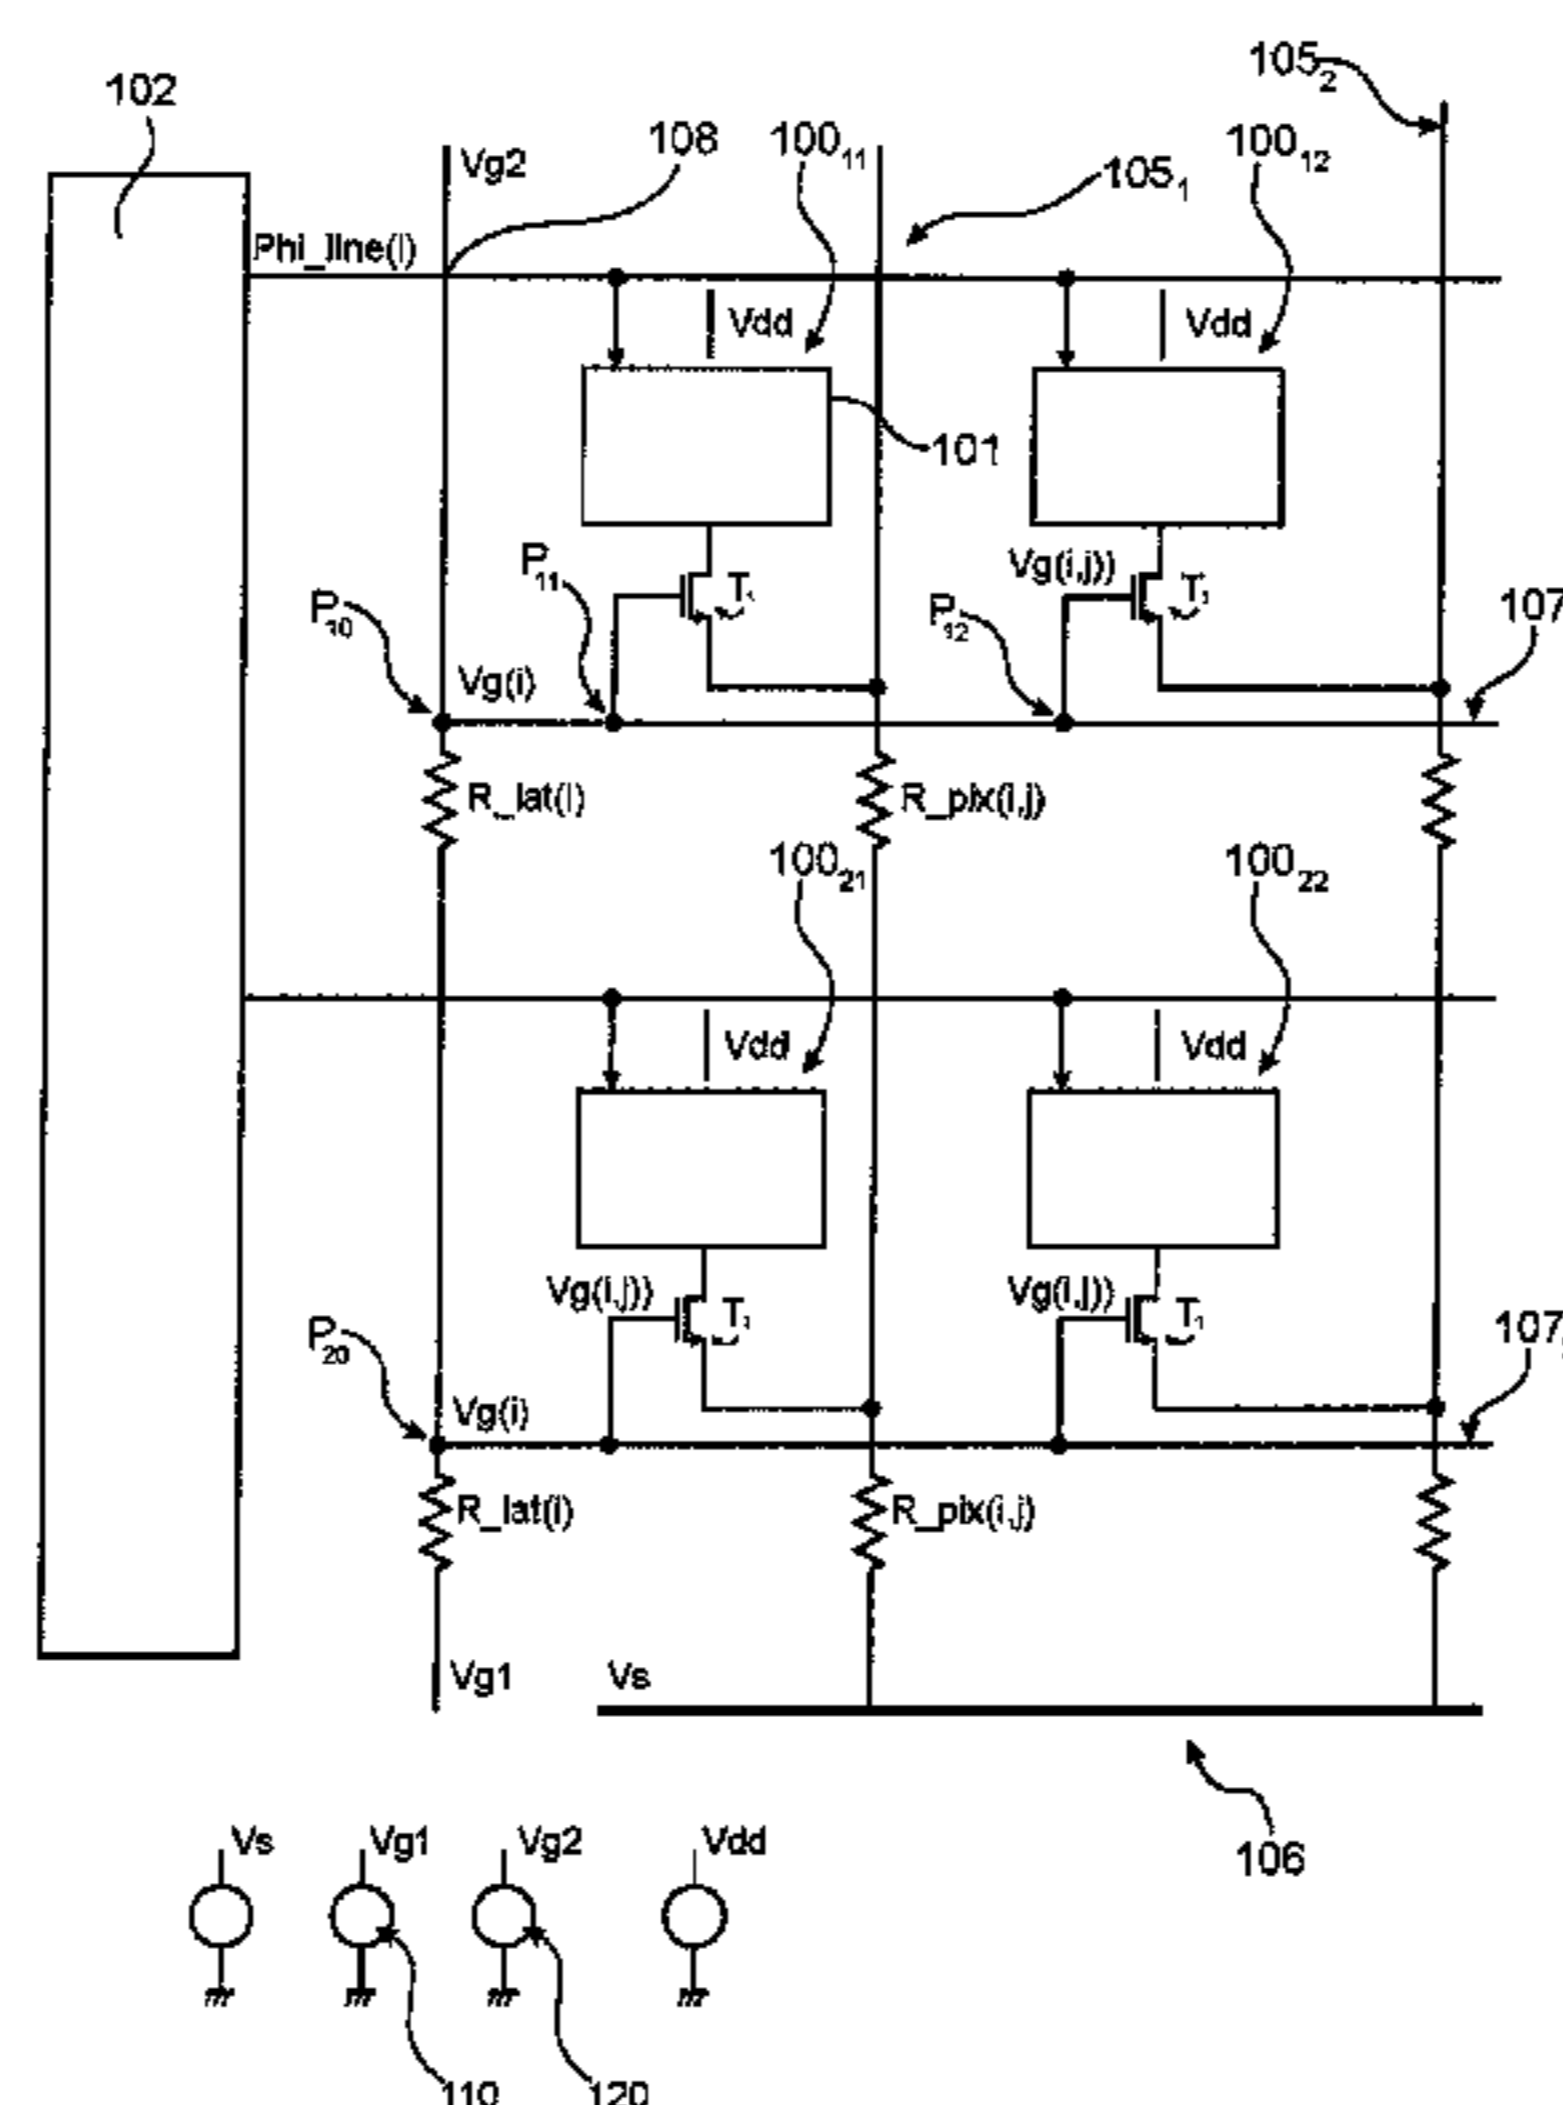 105₂
102
108
100₁₁
100₁₂
Vg2
105₁
Phi_line(i)
Vdd
Vdd
101
P₁₁
Vg(i,j))
T₁
T₁
P₁₀
P₁₂
107
Vg(i)
R_lat(i)
R_pix(i,j)
100₂₁
100₂₂
Vdd
Vdd
Vg(i,j))
Vg(i,j))
T₁
T₁
P₂₀
107
Vg(i)
R_lat(i)
R_pix(i,j)
Vg1
Vs
106
Vs
Vg1
Vg2
Vdd
110
120